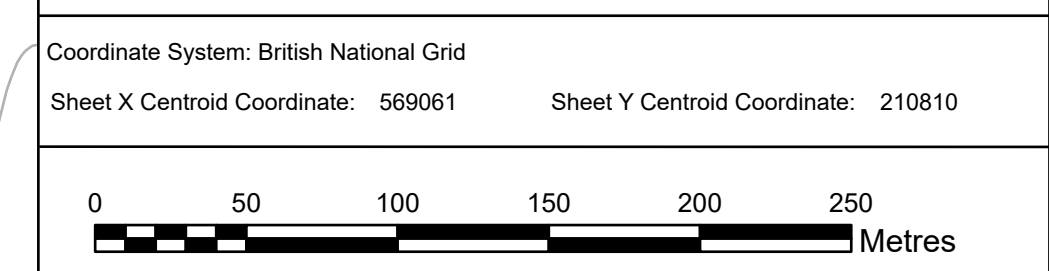 Coordinate System: British National Grid
Sheet X Centroid Coordinate: 569061 Sheet Y Centroid Coordinate: 210810
0 50 100 150 200 250
Metres